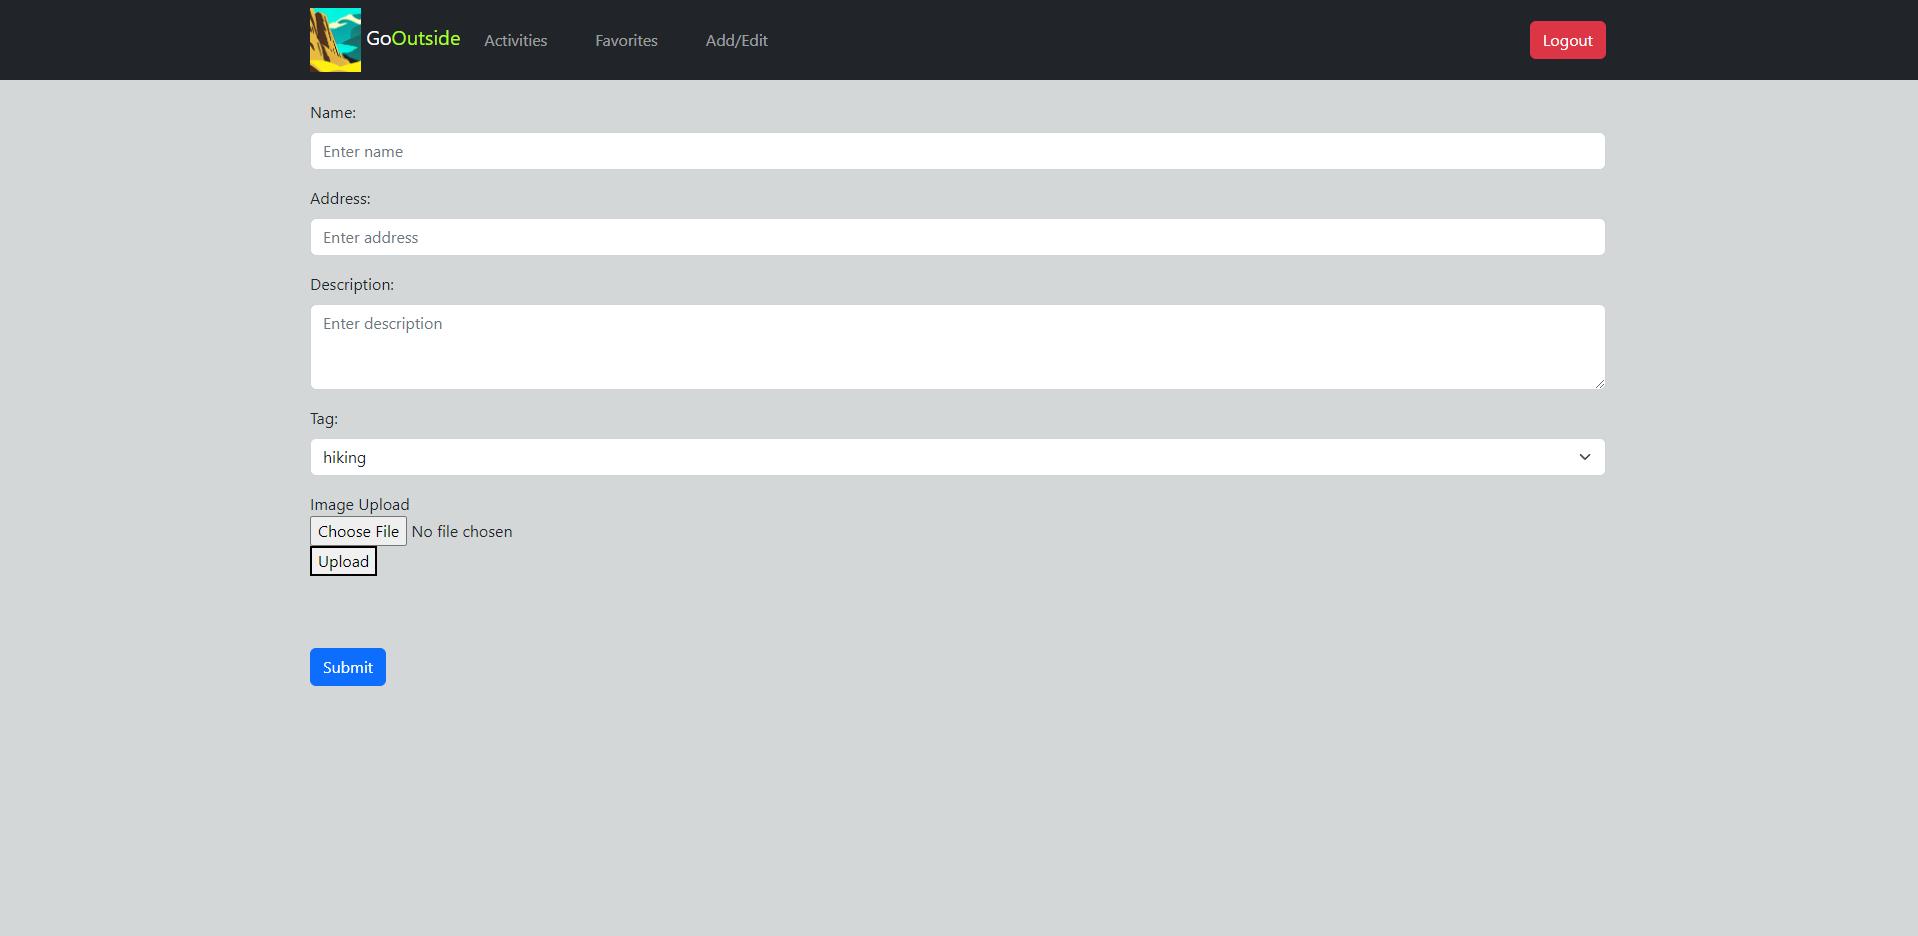 GoOutside Activities Favorites Add/Edit Logout
Name:
Enter name
Address:
Enter address
Description:
Enter description
Tag:
hiking
Image Upload
Choose File No file chosen
Upload
Submit